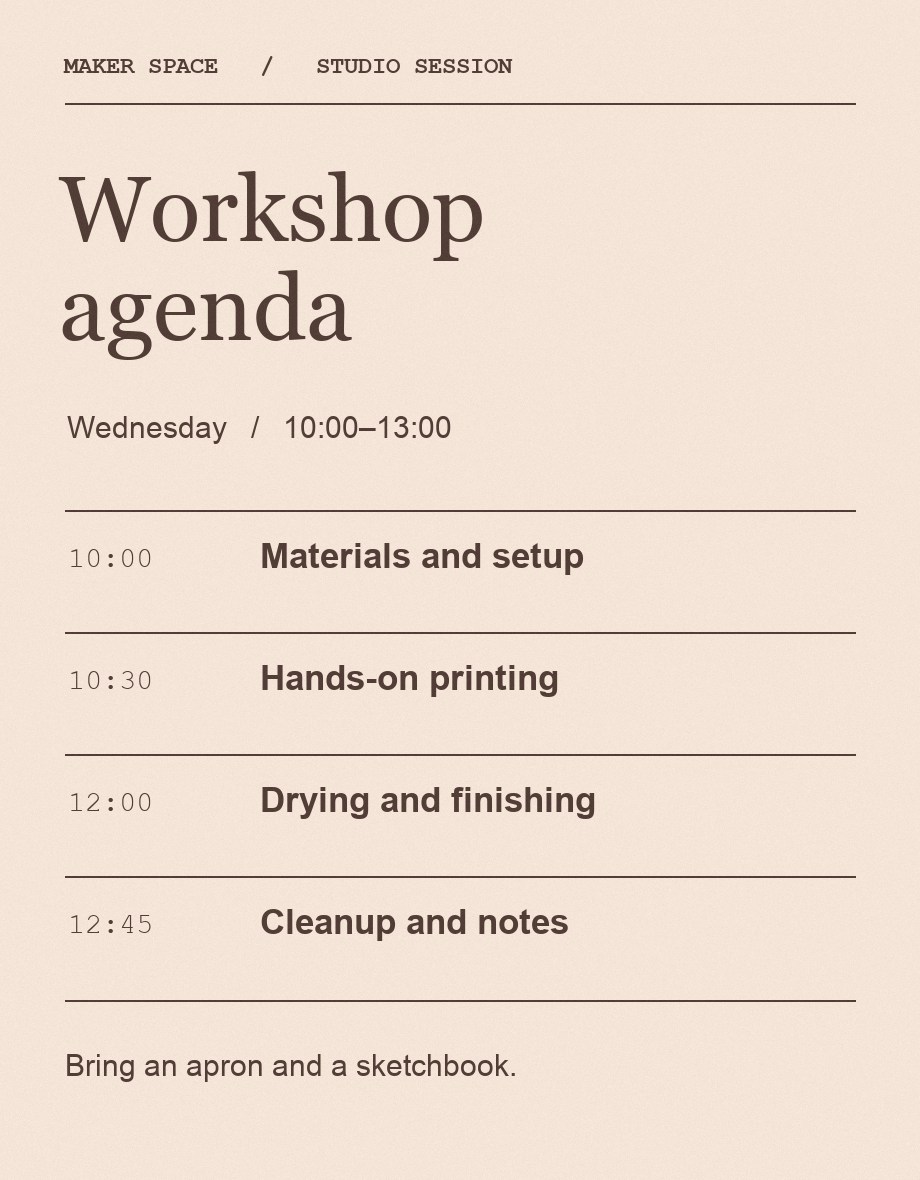 MAKER SPACE / STUDIO SESSION
Workshop
agenda
Wednesday / 10:00–13:00
10:00 Materials and setup
10:30 Hands-on printing
12:00 Drying and finishing
12:45 Cleanup and notes
Bring an apron and a sketchbook.